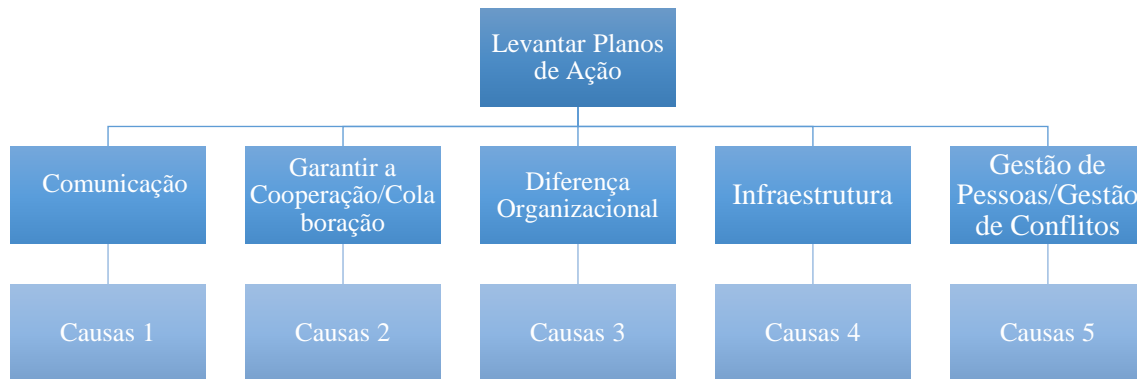 Levantar Planos
de Ação
Comunicação
Garantir a
Cooperação/Cola
boração
Diferença
Organizacional
Infraestrutura
Gestão de
Pessoas/Gestão
de Conflitos
Causas 1
Causas 2
Causas 3
Causas 4
Causas 5